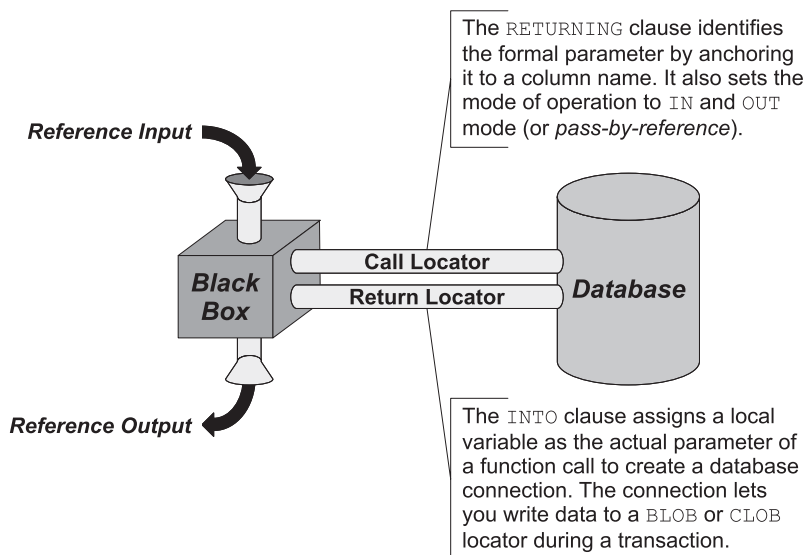 The RETURNING clause identifies
the formal parameter by anchoring
it to a column name. It also sets the
mode of operation to IN and OUT
mode (or pass-by-reference).
Reference Input
Call Locator
Black
Box
Return Locator
Database
Reference Output
The INTO clause assigns a local
variable as the actual parameter of
a function call to create a database
connection. The connection lets
you write data to a BLOB or CLOB
locator during a transaction.